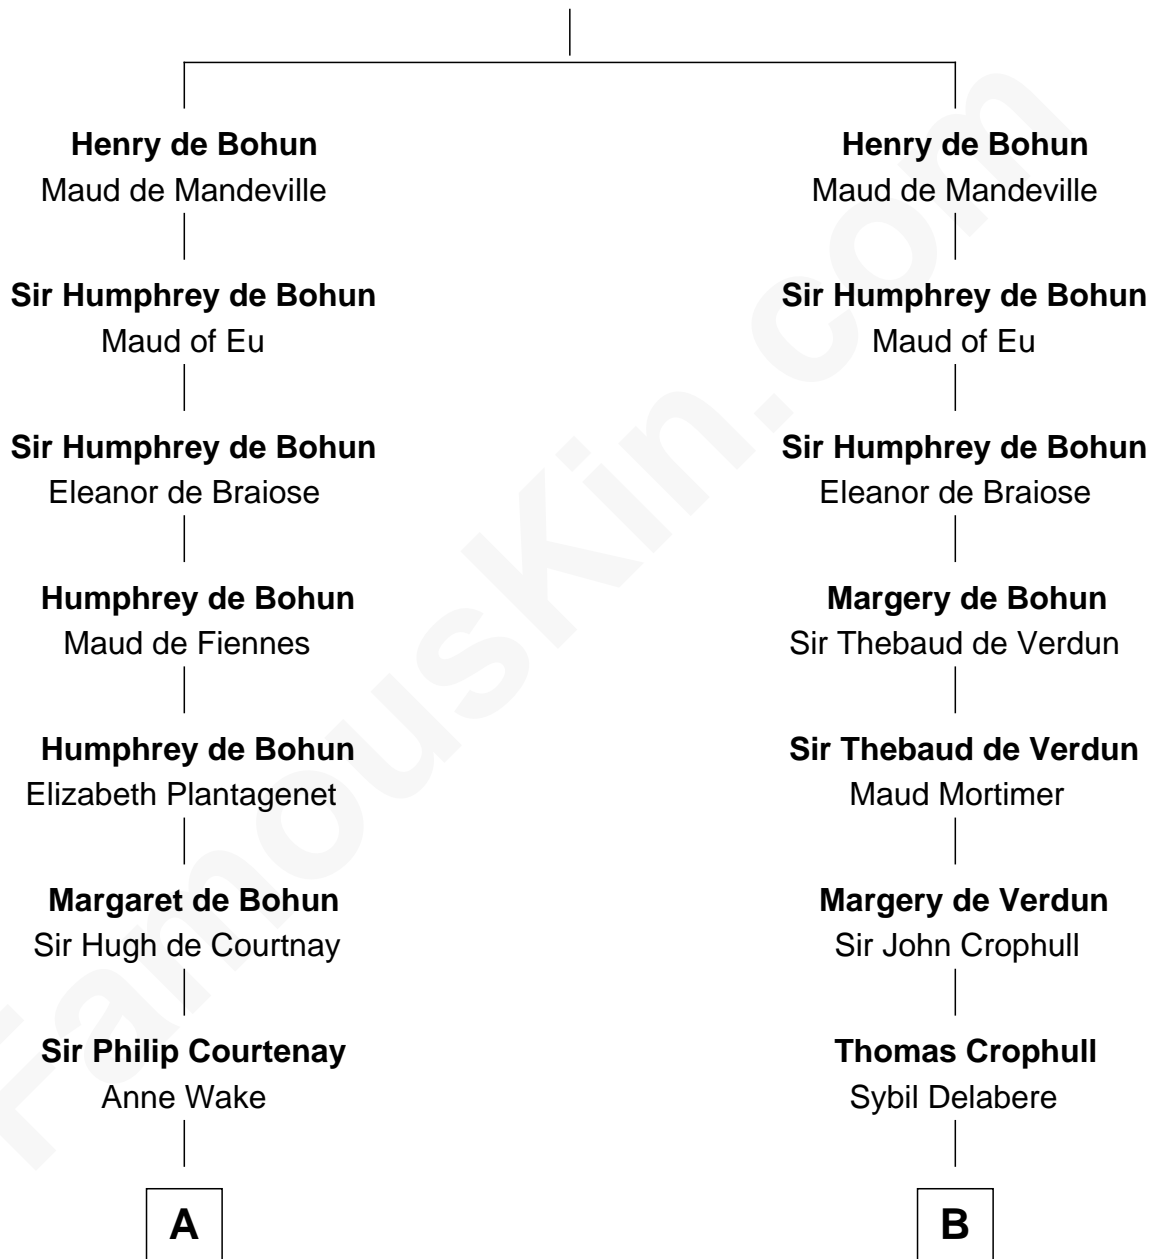 Henry de Bohun
Maud de Mandeville
Sir Humphrey de Bohun
Maud of Eu
Sir Humphrey de Bohun
Eleanor de Braiose
Humphrey de Bohun
Maud de Fiennes
Humphrey de Bohun
Elizabeth Plantagenet
Margaret de Bohun
Sir Hugh de Courtnay
Sir Philip Courtenay
Anne Wake
A
Henry de Bohun
Maud de Mandeville
Sir Humphrey de Bohun
Maud of Eu
Sir Humphrey de Bohun
Eleanor de Braiose
Margery de Bohun
Sir Thebaud de Verdun
Sir Thebaud de Verdun
Maud Mortimer
Margery de Verdun
Sir John Crophull
Thomas Crophull
Sybil Delabere
B
FamousKin.com